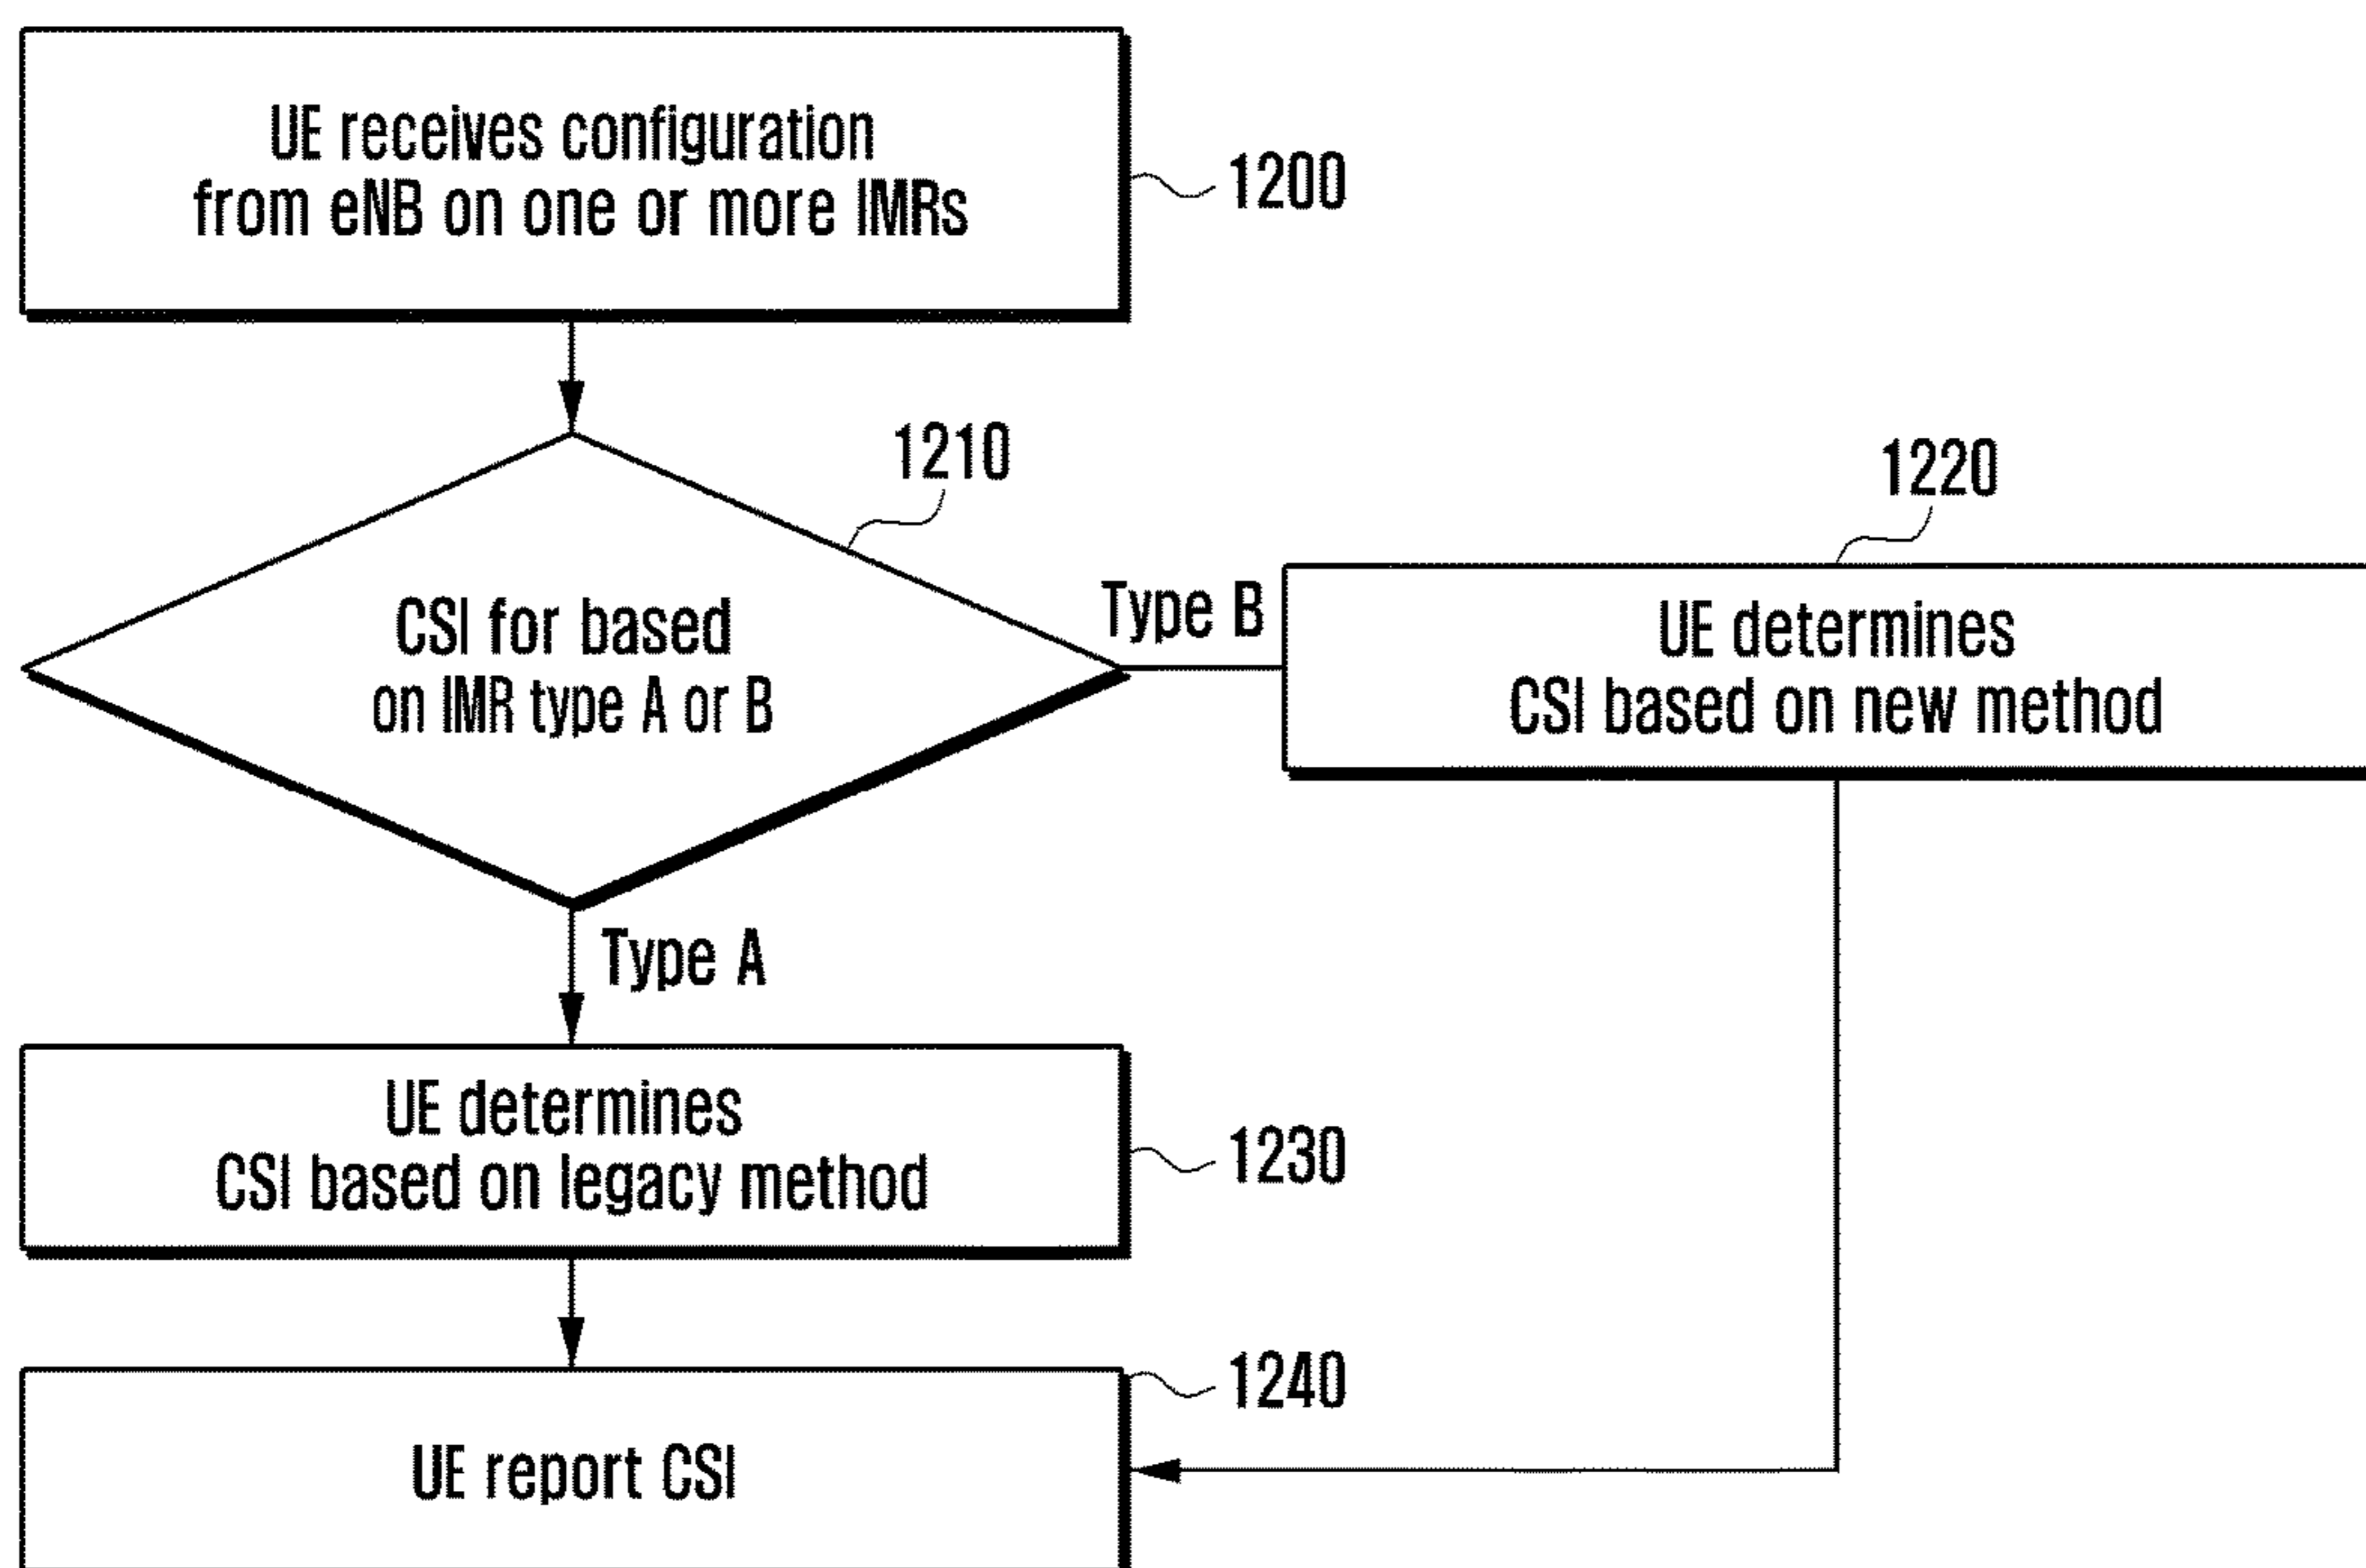 UE receives configuration
from eNB on one or more IMRs
1200
1210
CSI for based
on IMR type A or B
Type B
1220
UE determines
CSI based on new method
Type A
UE determines
CSI based on legacy method
1230
1240
UE report CSI